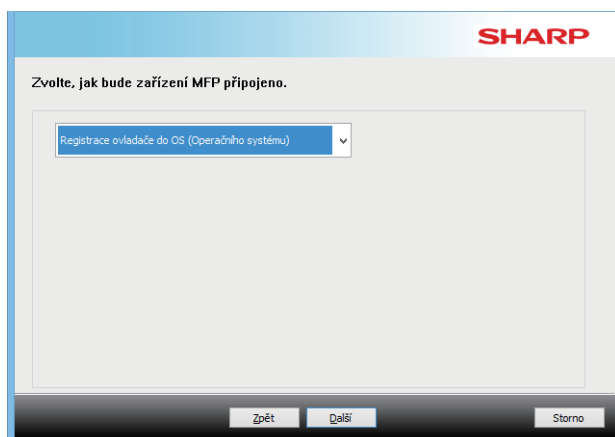 SHARP
Zvolte, jak bude zařízení MFP připojeno.
Registrace ovladače do OS (Operačního systému)
Zpět
Další
Storno